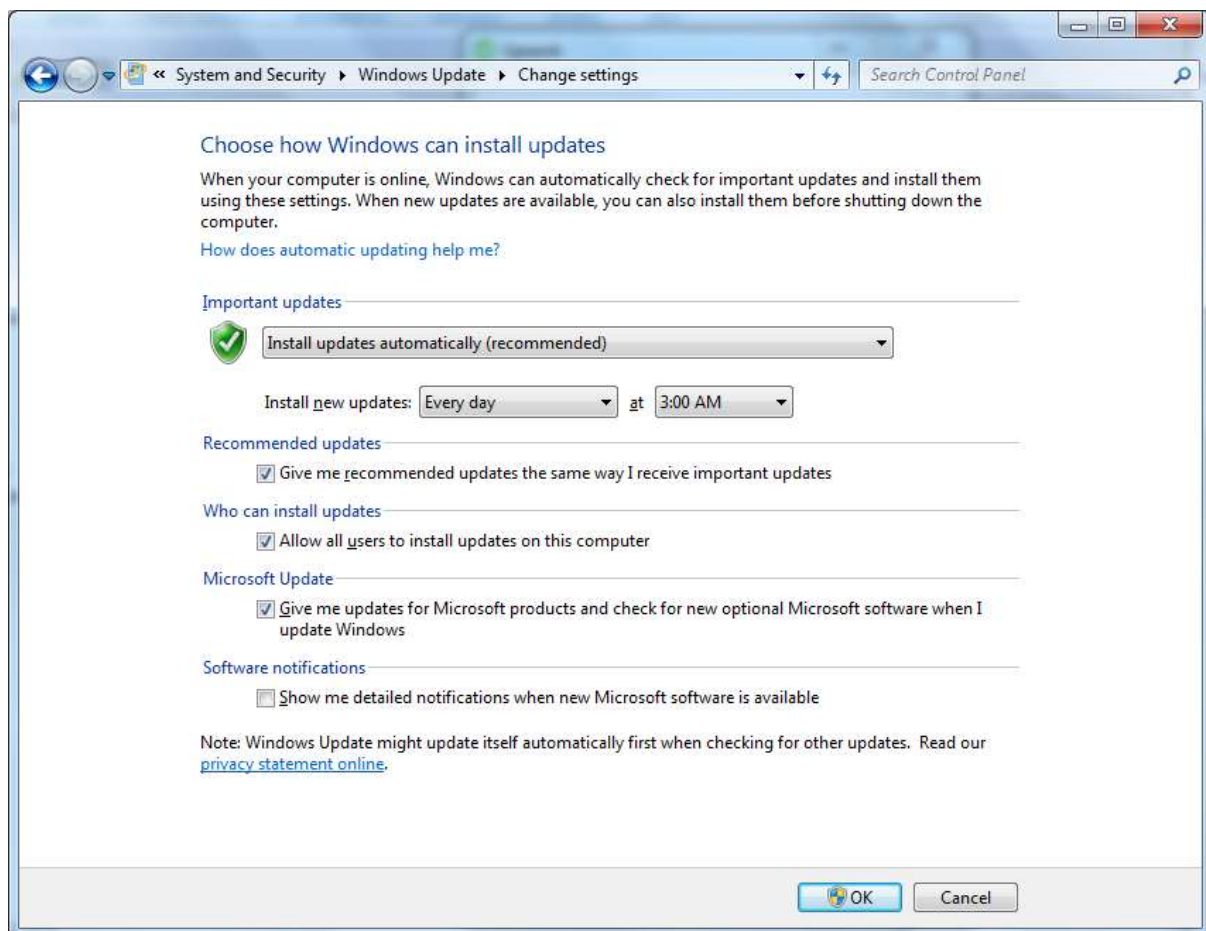 « System and Security ▸ Windows Update ▸ Change settings
Search Control Panel
Choose how Windows can install updates
When your computer is online, Windows can automatically check for important updates and install them
using these settings. When new updates are available, you can also install them before shutting down the
computer.
How does automatic updating help me?
Important updates
Install updates automatically (recommended)
Install new updates: Every day at 3:00 AM
Recommended updates
Give me recommended updates the same way I receive important updates
Who can install updates
Allow all users to install updates on this computer
Microsoft Update
Give me updates for Microsoft products and check for new optional Microsoft software when I
update Windows
Software notifications
Show me detailed notifications when new Microsoft software is available
Note: Windows Update might update itself automatically first when checking for other updates. Read our
privacy statement online.
OK Cancel